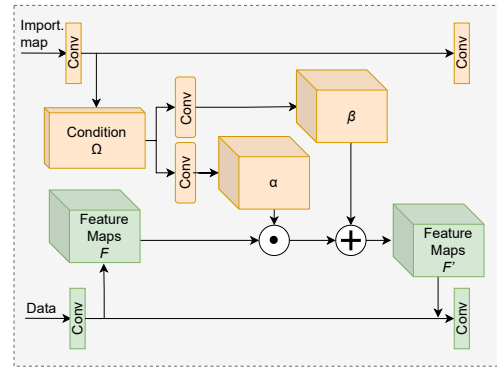 Import.
map
Conv
Conv
Condition
Ω
Conv
β
Conv
α
Feature
Maps
F
Feature
Maps
F'
Data
Conv
Conv